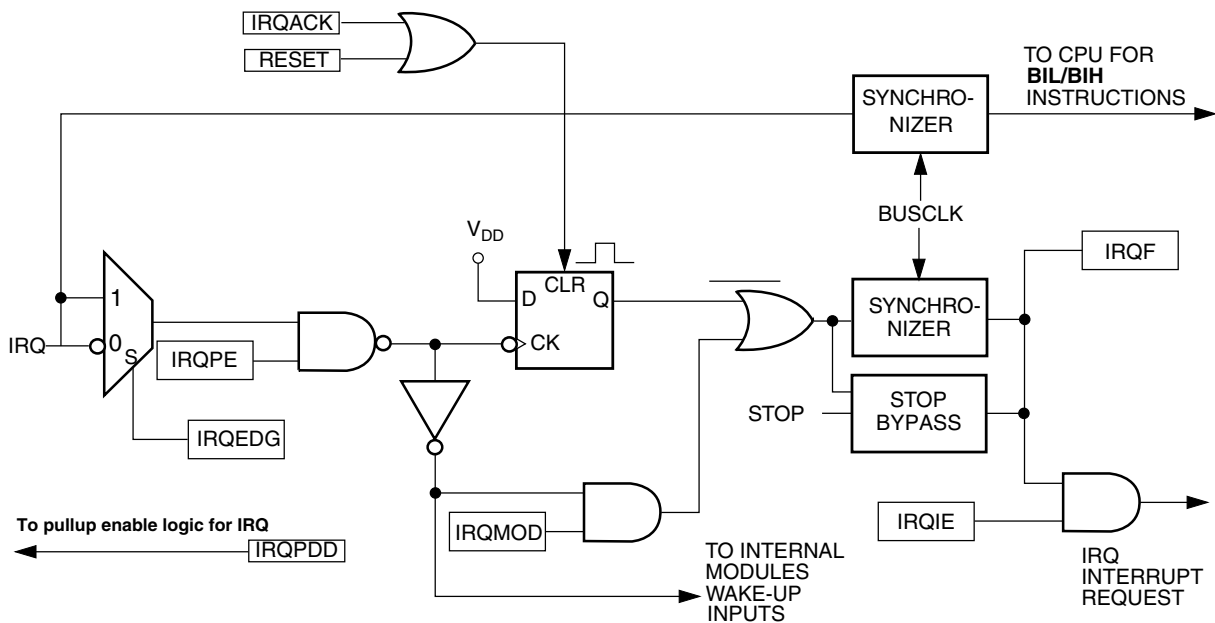 IRQACK
RESET
TO CPU FOR
BIL/BIH
INSTRUCTIONS
SYNCHRO-
NIZER
BUSCLK
VDD
CLR
D
Q
CK
IRQF
1
0
S
IRQ
IRQPE
SYNCHRO-
NIZER
STOP
STOP
BYPASS
IRQEDG
IRQMOD
IRQIE
To pullup enable logic for IRQ
IRQPDD
TO INTERNAL
MODULES
WAKE-UP
INPUTS
IRQ
INTERRUPT
REQUEST